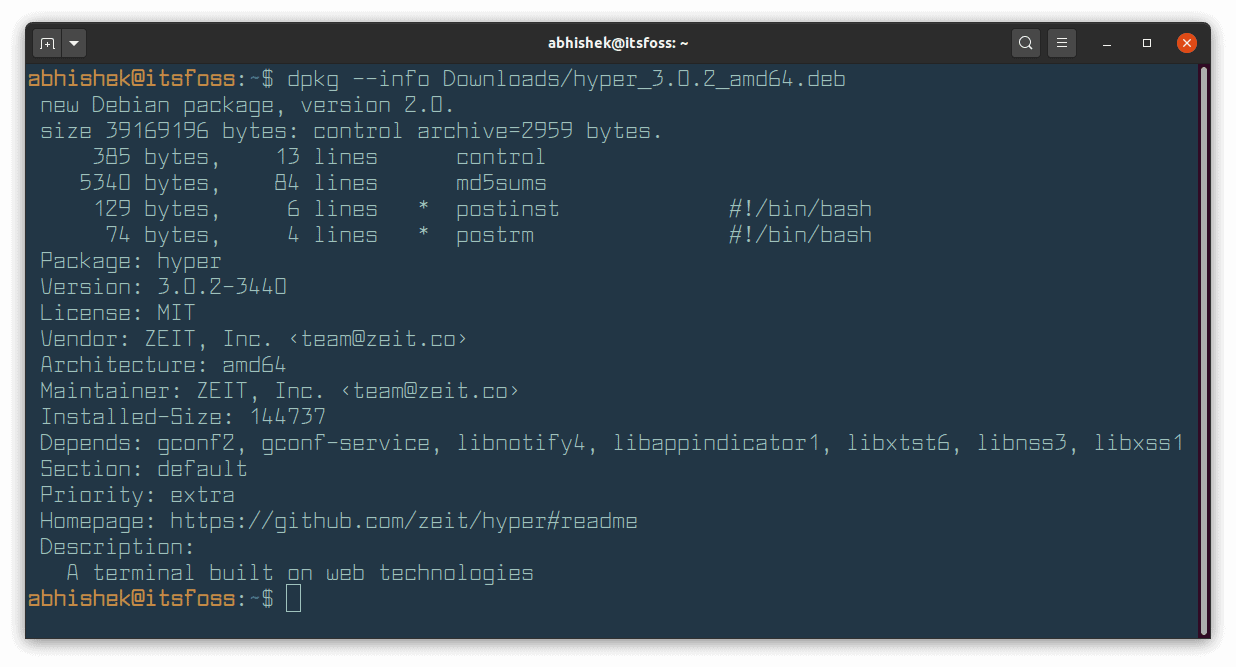 abhishek@itsfoss: ~
abhishek@itsfoss:~$ dpkg --info Downloads/hyper_3.0.2_amd64.deb
 new Debian package, version 2.0.
 size 39169196 bytes: control archive=2959 bytes.
     385 bytes,    13 lines      control
    5340 bytes,    84 lines      md5sums
     129 bytes,     6 lines   *  postinst             #!/bin/bash
      74 bytes,     4 lines   *  postrm               #!/bin/bash
 Package: hyper
 Version: 3.0.2-3440
 License: MIT
 Vendor: ZEIT, Inc. <team@zeit.co>
 Architecture: amd64
 Maintainer: ZEIT, Inc. <team@zeit.co>
 Installed-Size: 144737
 Depends: gconf2, gconf-service, libnotify4, libappindicator1, libxtst6, libnss3, libxss1
 Section: default
 Priority: extra
 Homepage: https://github.com/zeit/hyper#readme
 Description:
   A terminal built on web technologies
abhishek@itsfoss:~$